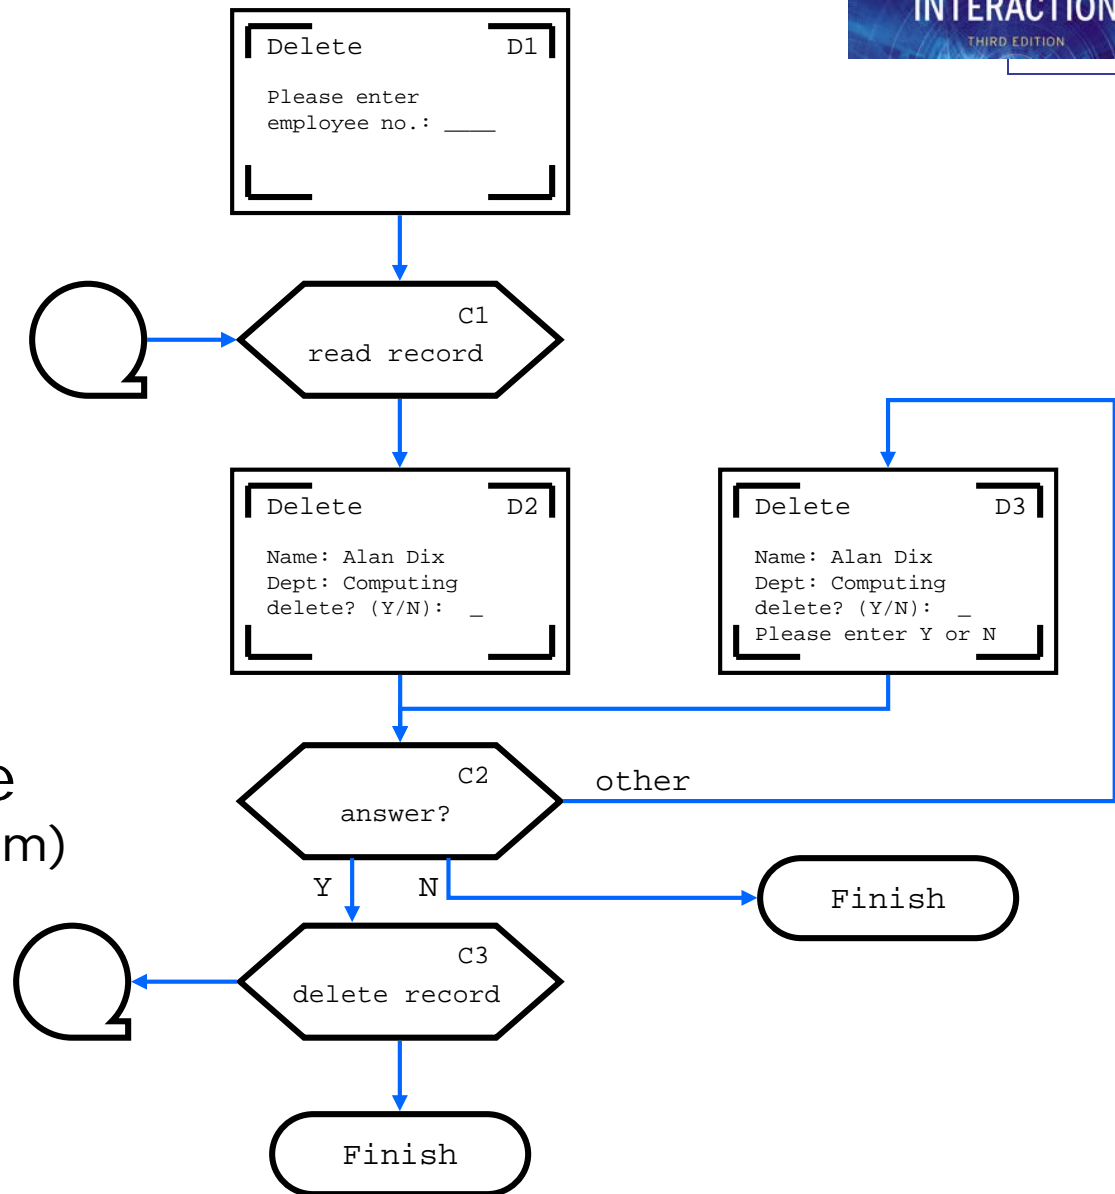 INTERACTION
THIRD EDITION
Delete D1
Please enter
employee no.: ____
C1
read record
Delete D2
Name: Alan Dix
Dept: Computing
delete? (Y/N): _
Delete D3
Name: Alan Dix
Dept: Computing
delete? (Y/N): _
Please enter Y or N
C2
answer?
other
e
m)
Y N
Finish
C3
delete record
Finish